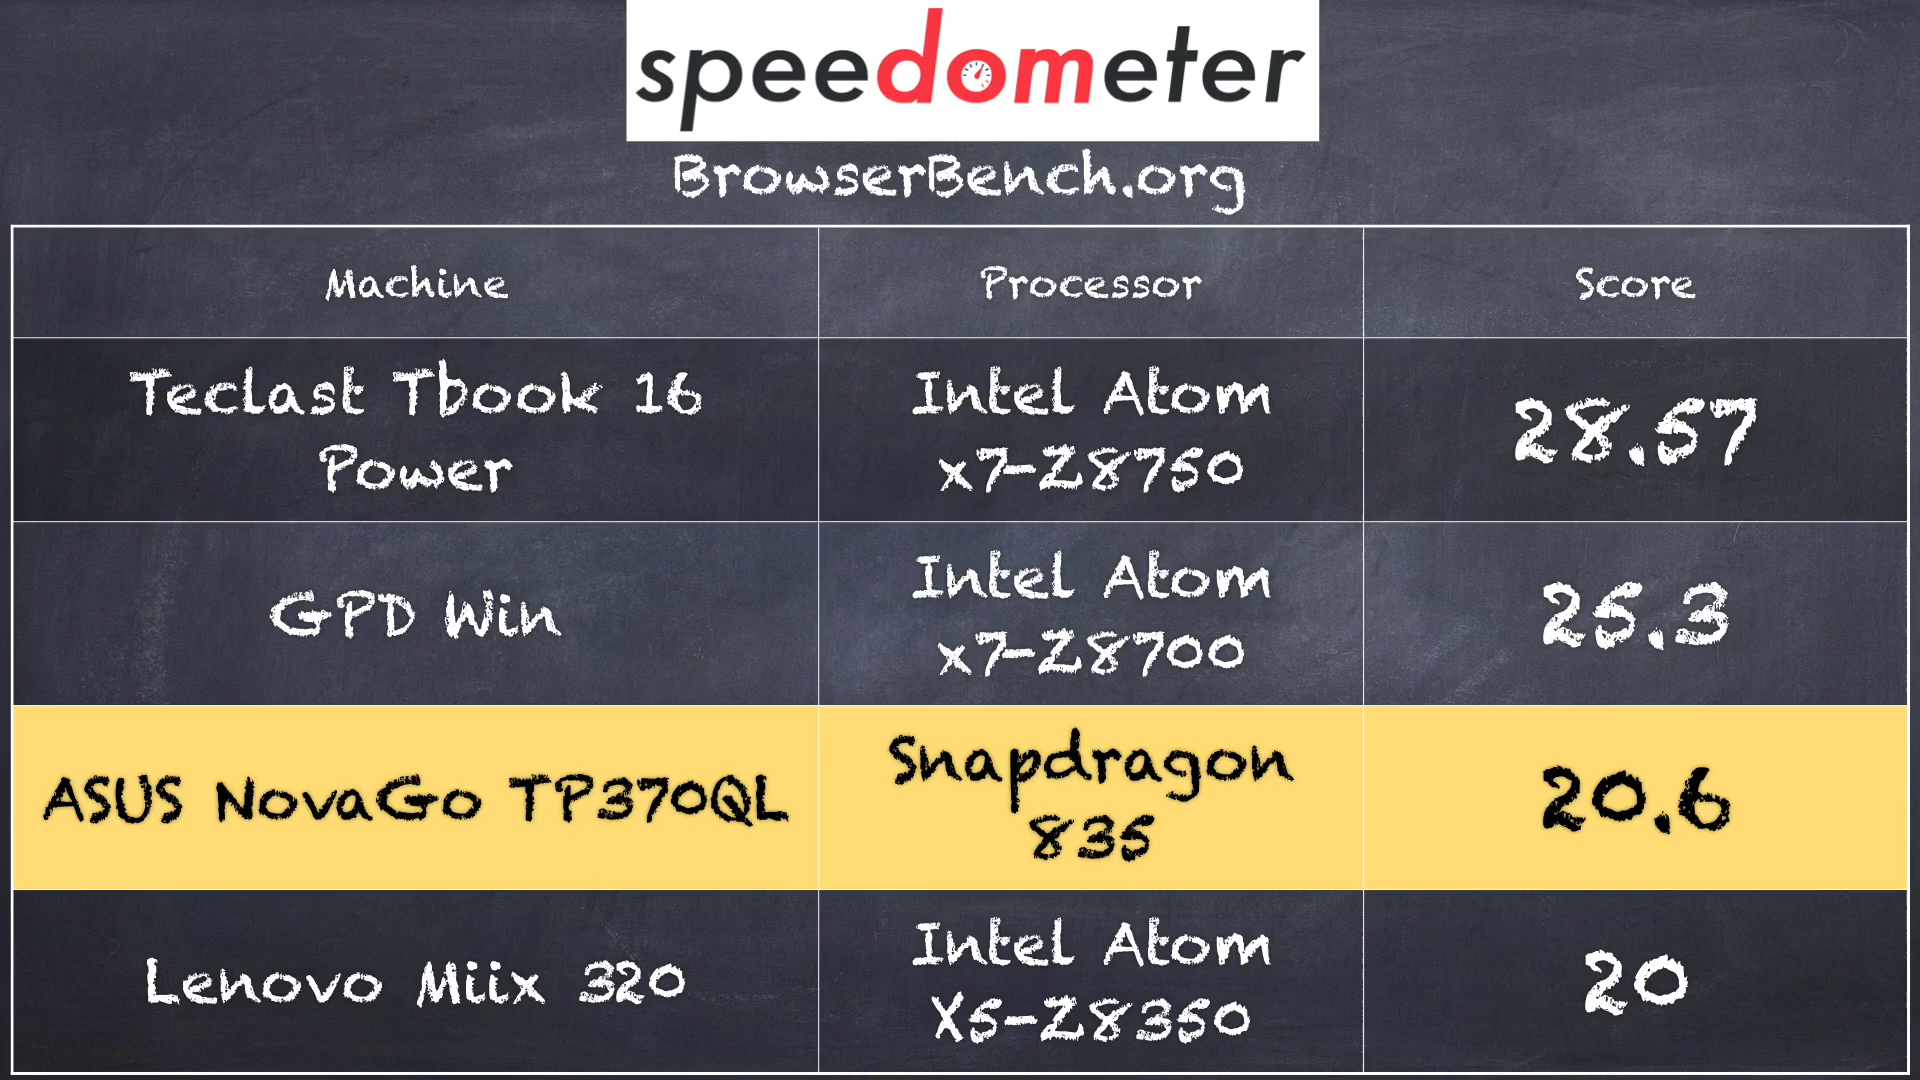 speedometer
BrowserBench.org
Machine
Processor
Score
Teclast Tbook 16
Power
Intel Atom
x7-Z8750
28.57
GPD Win
Intel Atom
x7-Z8700
25.3
ASUS NovaGo TP370QL
Snapdragon
835
20.6
Lenovo Miix 320
Intel Atom
X5-Z8350
20